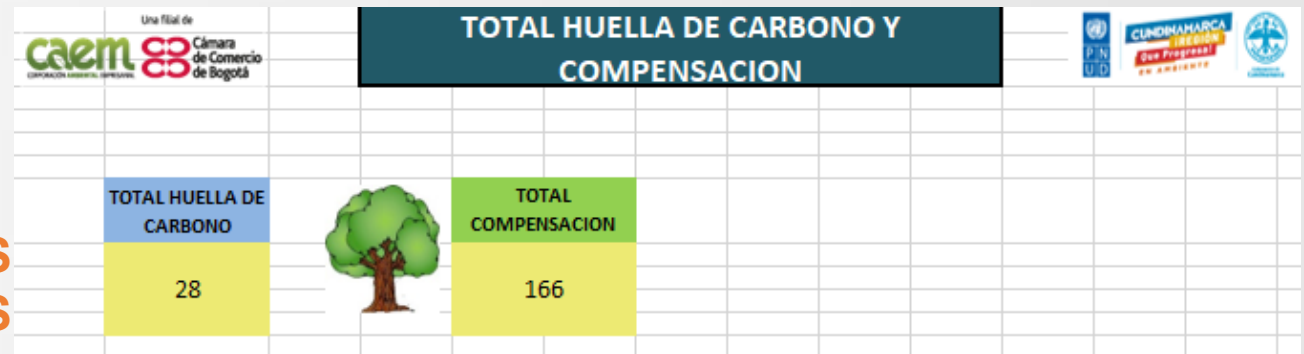 Una filial de
caem
CORPORACIÓN AMBIENTAL EMPRESARIAL
Cámara
de Comercio
de Bogotá
TOTAL HUELLA DE CARBONO Y
COMPENSACION
PNUD
CUNDINAMARCA
¡REGIÓN
Que Progresa!
EN AMBIENTE
TOTAL HUELLA DE
CARBONO
TOTAL
COMPENSACION
S
28
166
S